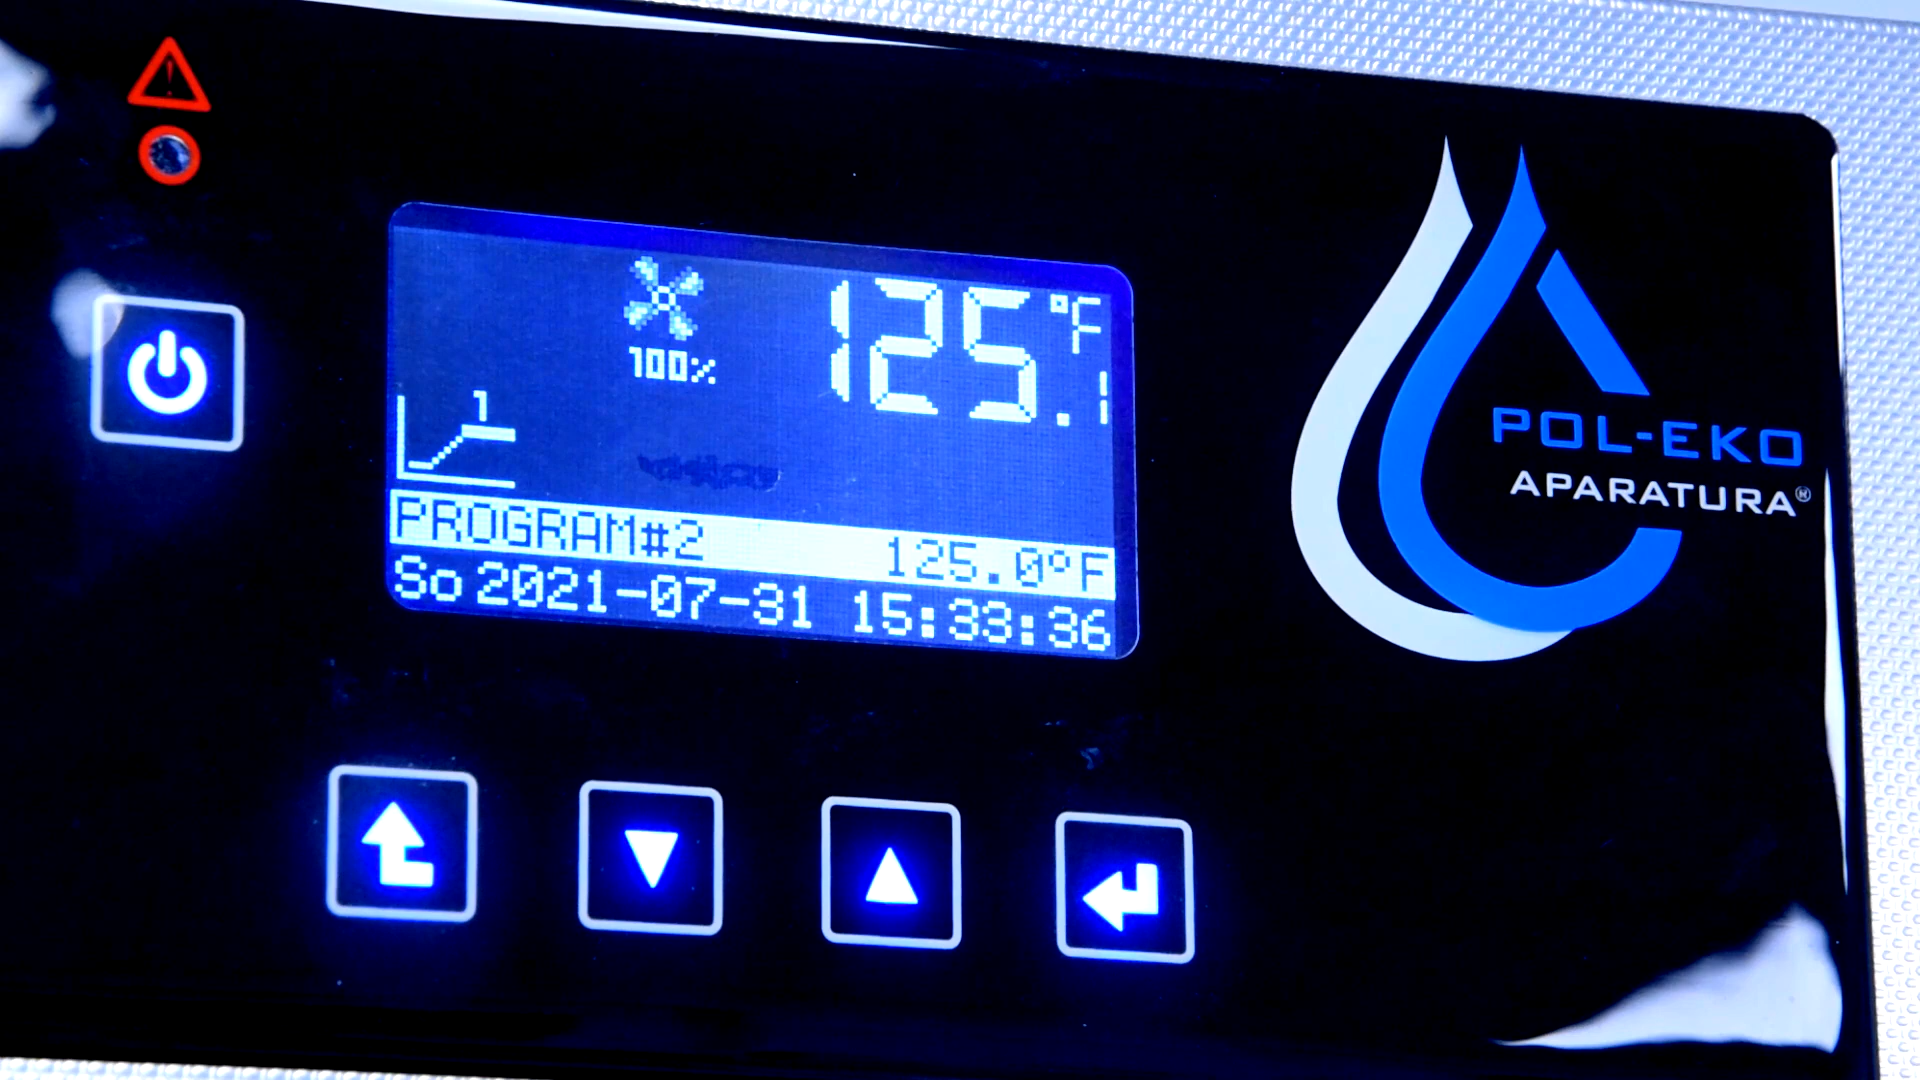 125.1 °F
100%
1
PROGRAM#2 125.0°F
So 2021-07-31 15:33:36
POL-EKO
APARATURA®